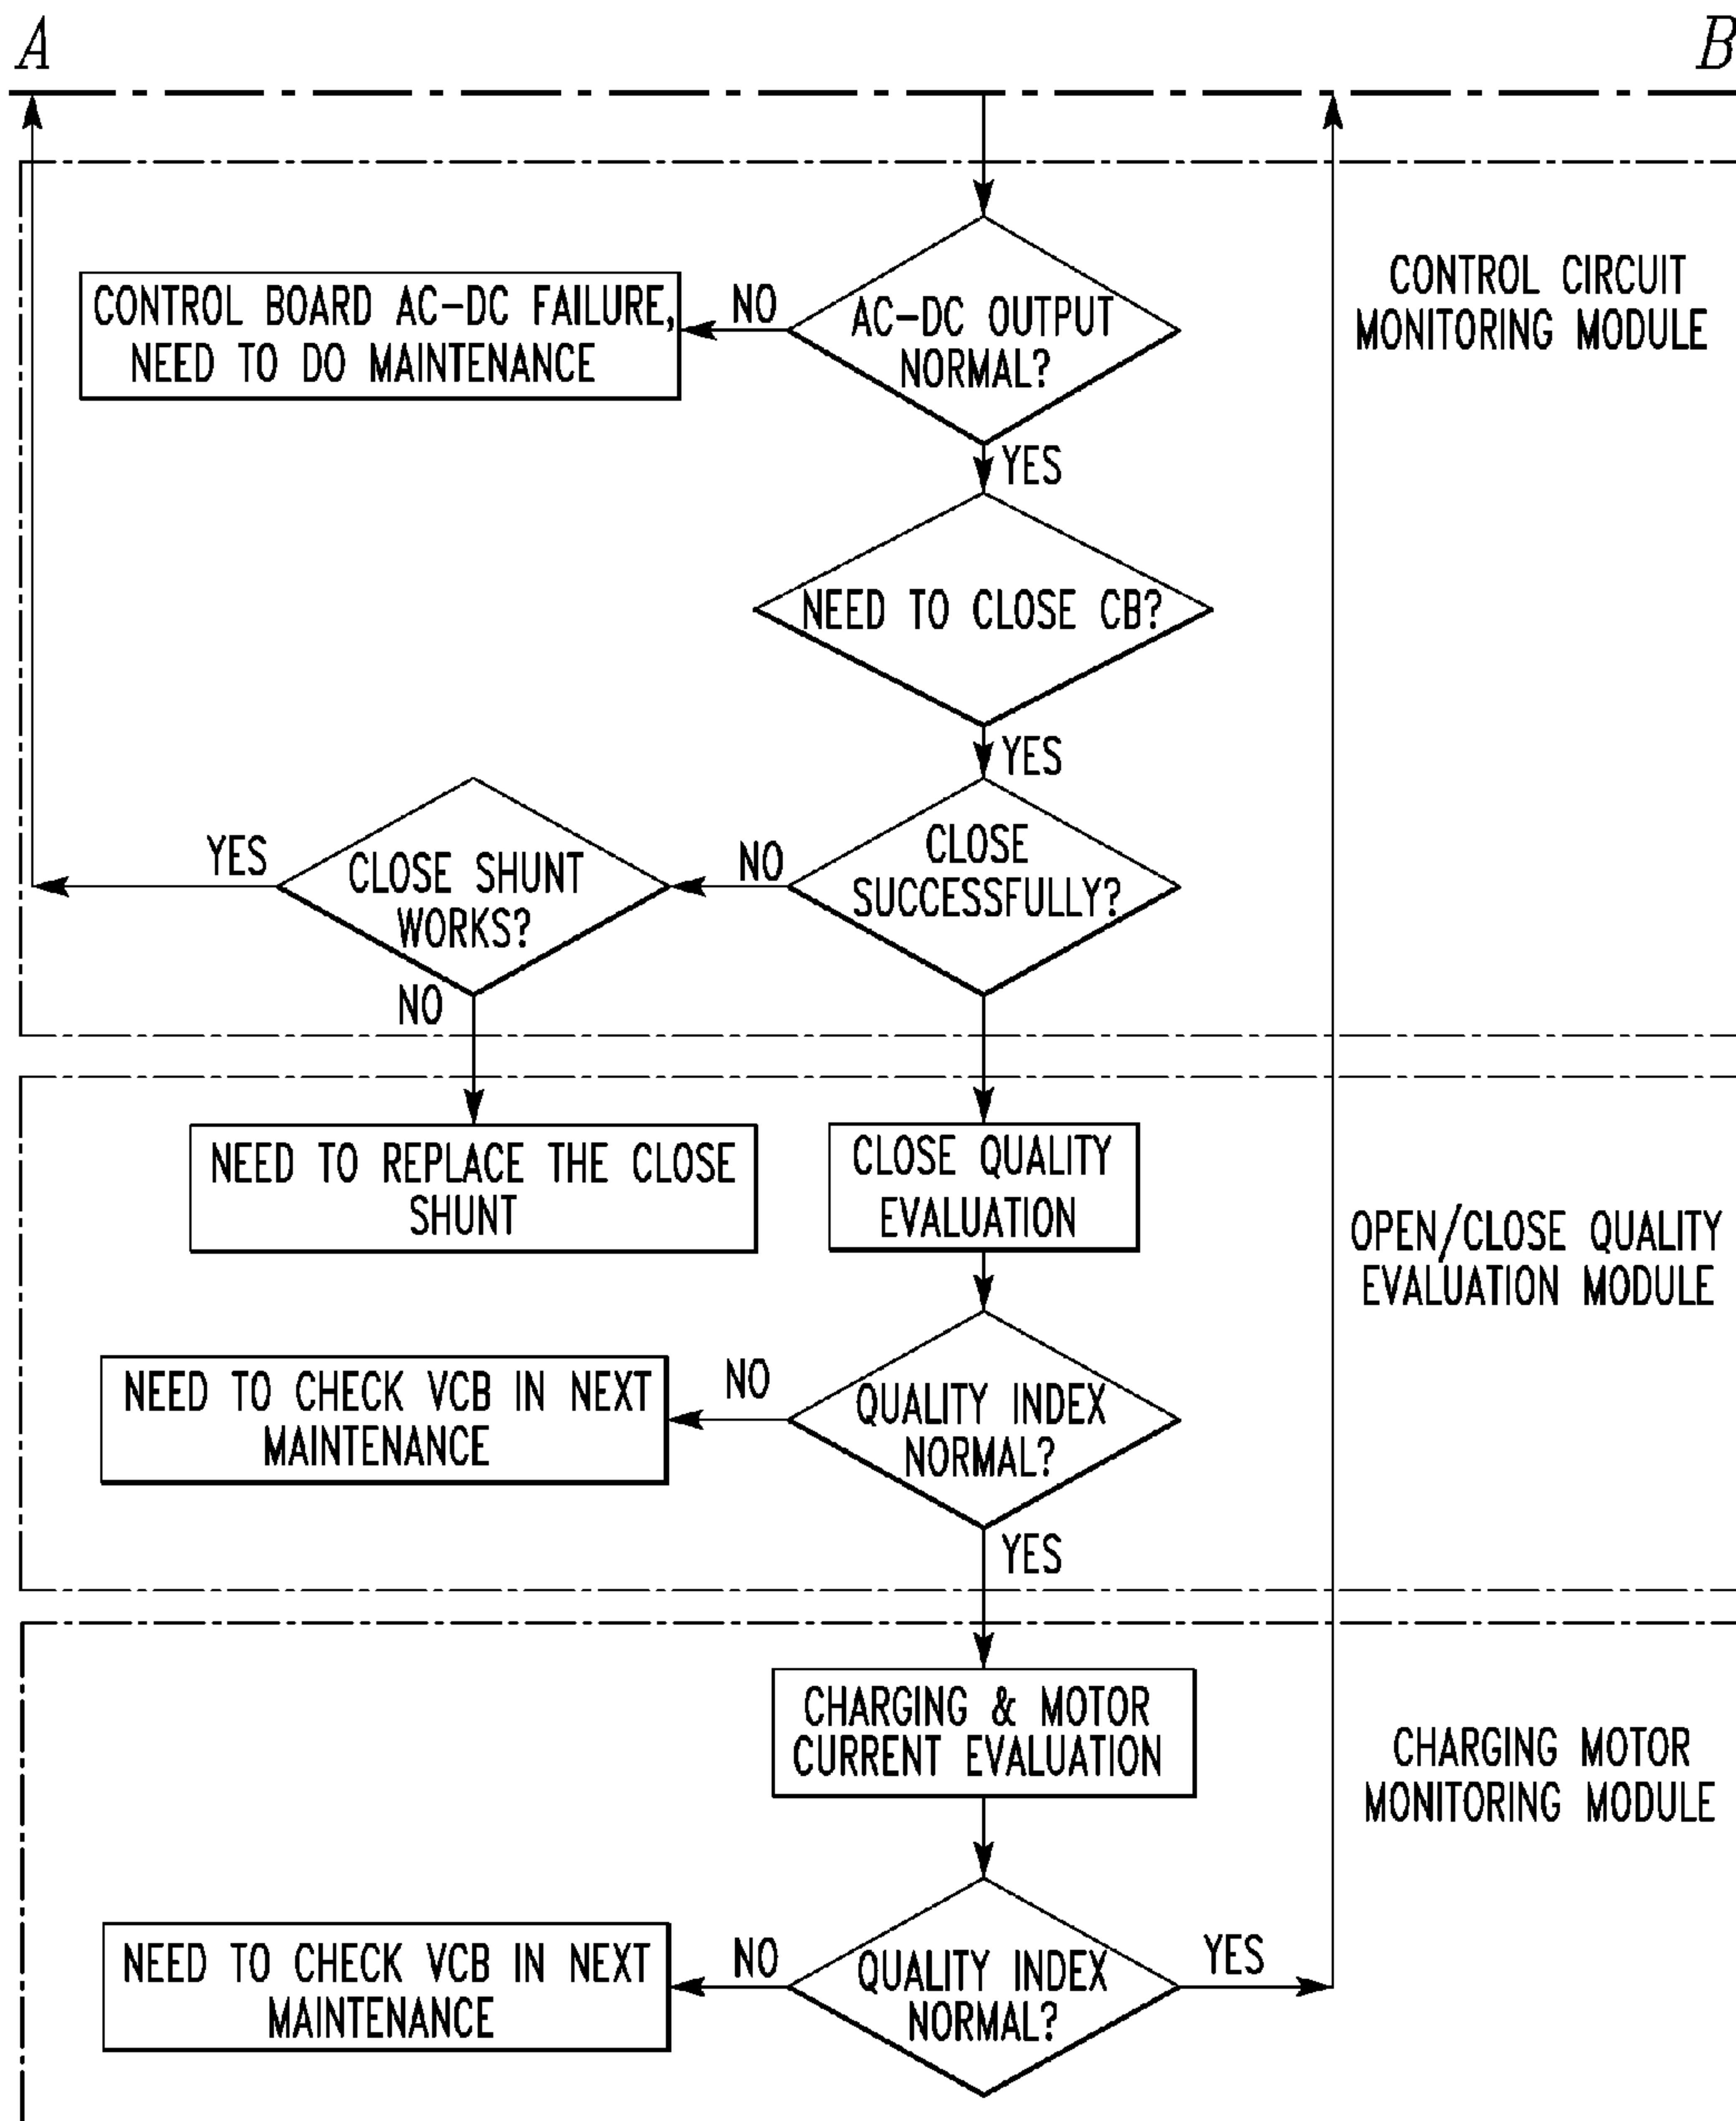 A
B
CONTROL BOARD AC-DC FAILURE,
NEED TO DO MAINTENANCE
NO
AC-DC OUTPUT
NORMAL?
CONTROL CIRCUIT
MONITORING MODULE
YES
NEED TO CLOSE CB?
YES
YES
CLOSE SHUNT
WORKS?
NO
CLOSE
SUCCESSFULLY?
NO
NEED TO REPLACE THE CLOSE
SHUNT
CLOSE QUALITY
EVALUATION
OPEN/CLOSE QUALITY
EVALUATION MODULE
NEED TO CHECK VCB IN NEXT
MAINTENANCE
NO
QUALITY INDEX
NORMAL?
YES
CHARGING & MOTOR
CURRENT EVALUATION
CHARGING MOTOR
MONITORING MODULE
NEED TO CHECK VCB IN NEXT
MAINTENANCE
NO
QUALITY INDEX
NORMAL?
YES